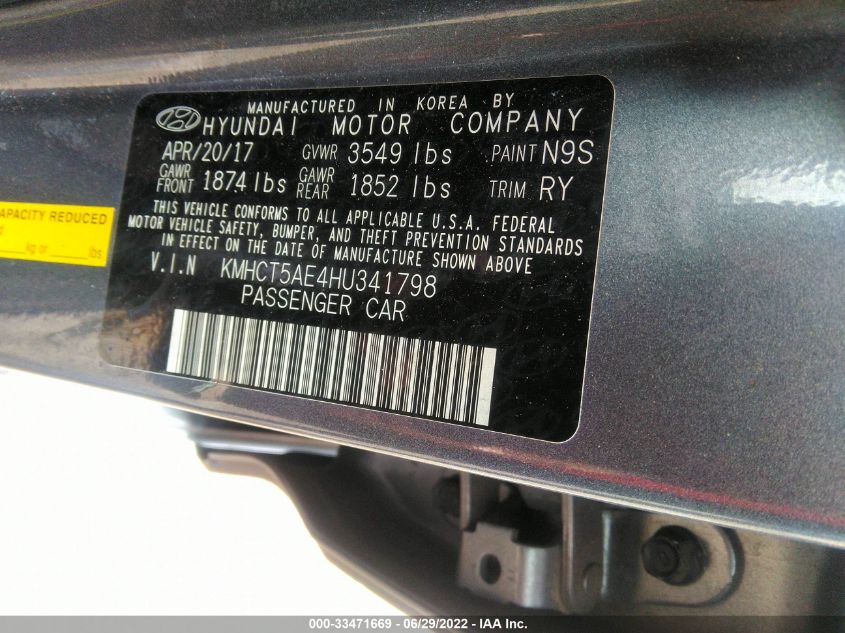 MANUFACTURED IN KOREA BY
HYUNDAI MOTOR COMPANY
APR/20/17 GVWR 3549 lbs PAINT N9S
GAWR FRONT 1874 lbs GAWR REAR 1852 lbs TRIM RY
THIS VEHICLE CONFORMS TO ALL APPLICABLE U.S.A. FEDERAL
MOTOR VEHICLE SAFETY, BUMPER, AND THEFT PREVENTION STANDARDS
IN EFFECT ON THE DATE OF MANUFACTURE SHOWN ABOVE
V.I.N KMHCT5AE4HU341798
PASSENGER CAR
CAPACITY REDUCED
kg or lbs
000-33471669 - 06/29/2022 - IAA Inc.